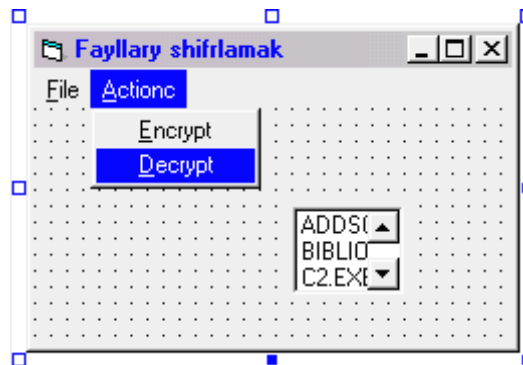 Fayllary shifrlamak
File Actionc
Encrypt
Decrypt
ADDS(
BIBLIO
C2.EXE